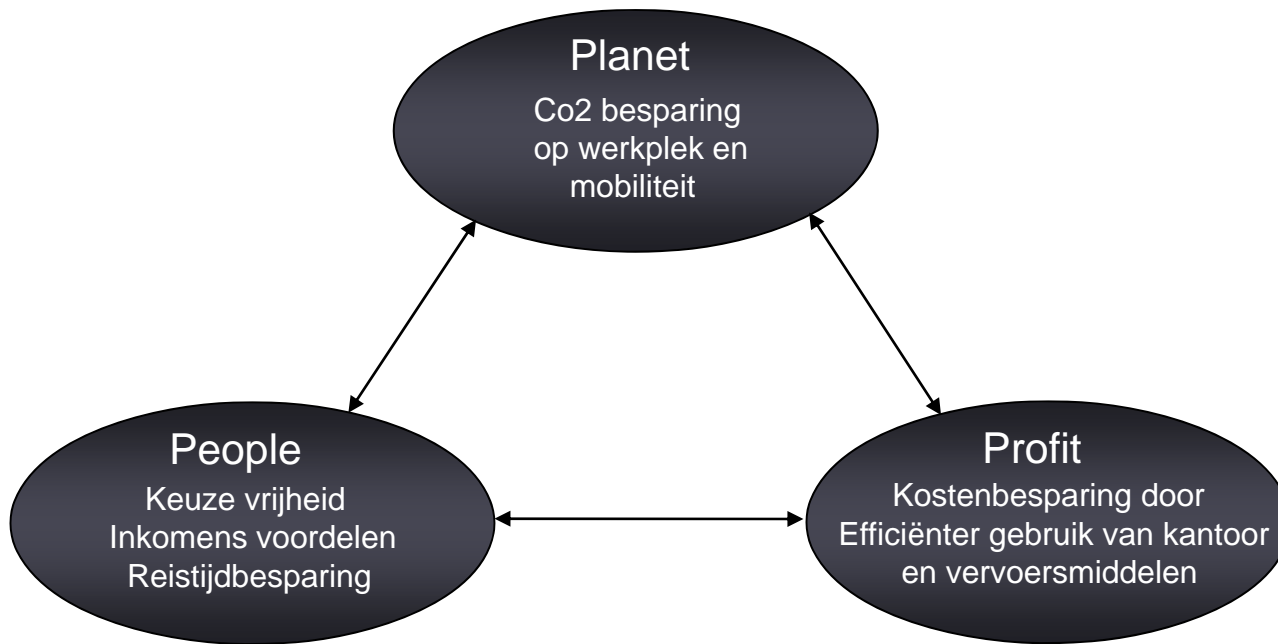 Planet
Co2 besparing
op werkplek en
mobiliteit
People
Keuze vrijheid
Inkomens voordelen
Reistijdbesparing
Profit
Kostenbesparing door
Efficiënter gebruik van kantoor
en vervoersmiddelen